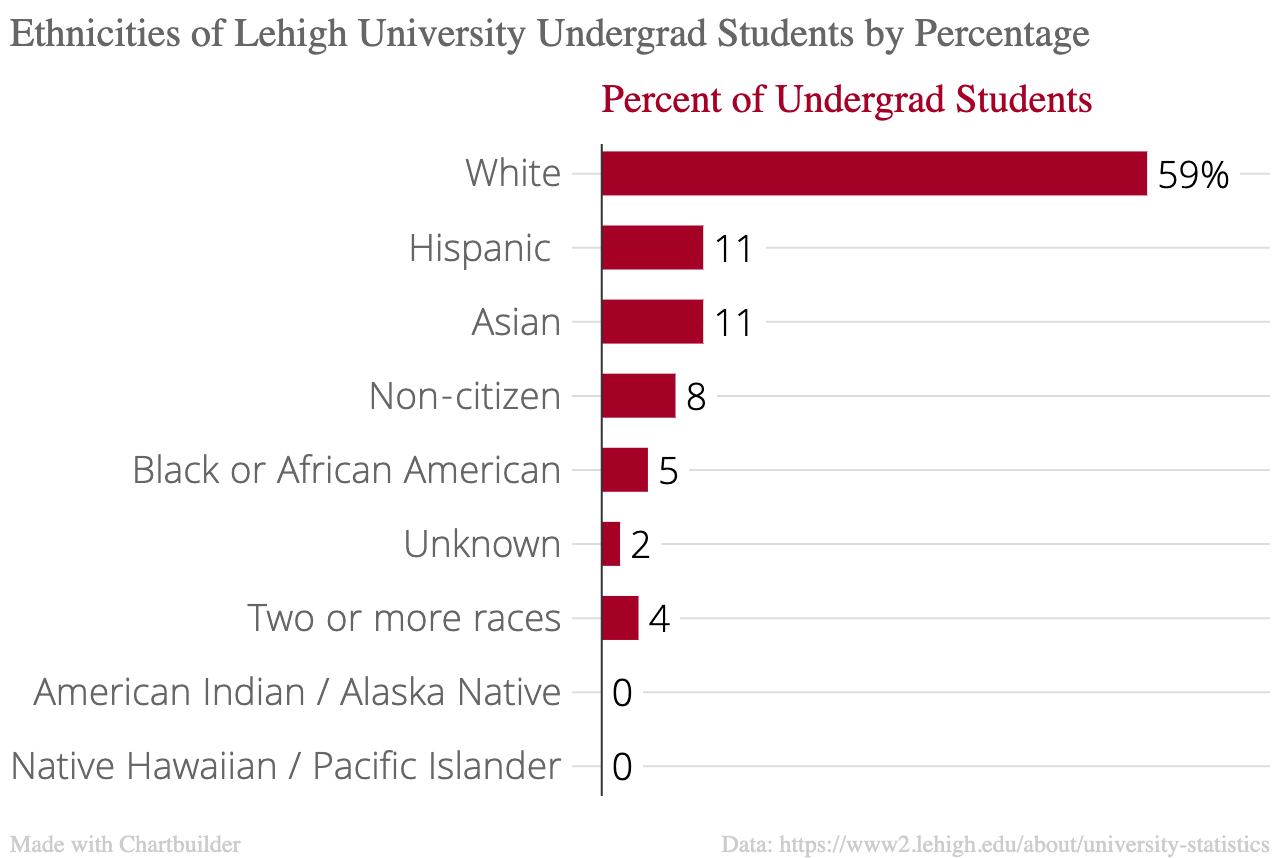 Ethnicities of Lehigh University Undergrad Students by Percentage
Percent of Undergrad Students
White 59%
Hispanic 11
Asian 11
Non-citizen 8
Black or African American 5
Unknown 2
Two or more races 4
American Indian / Alaska Native 0
Native Hawaiian / Pacific Islander 0
Made with Chartbuilder Data: https://www2.lehigh.edu/about/university-statistics